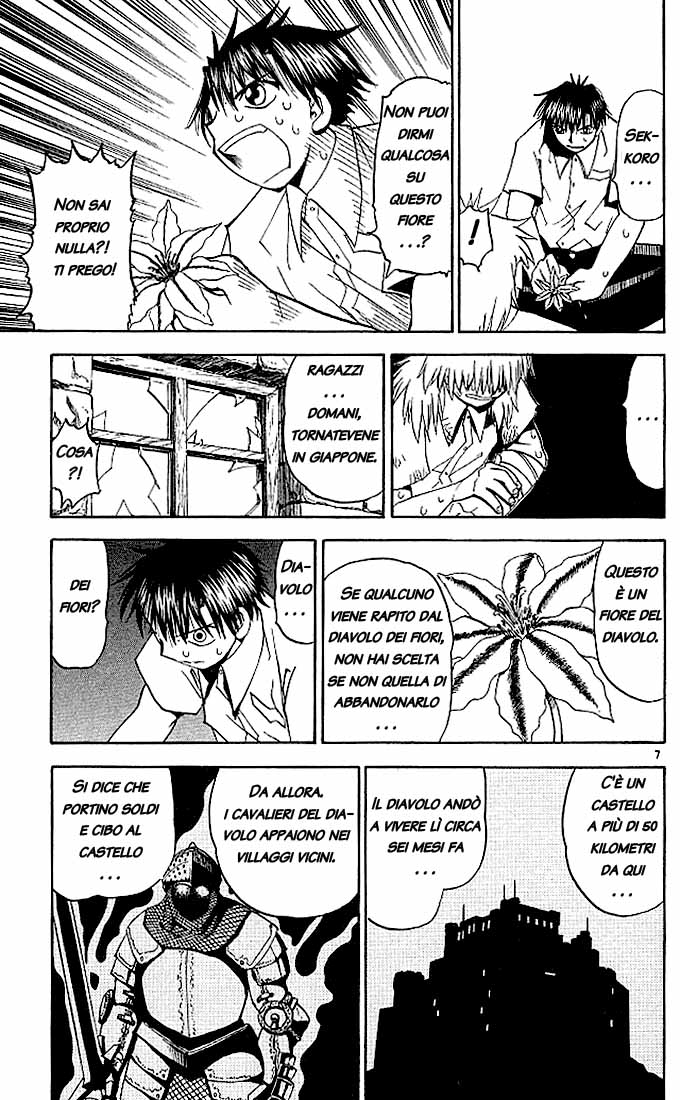 SEK-
KORO
...
!
NON PUOI
DIRMI
QUALCOSA
SU
QUESTO
FIORE
...?
NON SAI
PROPRIO
NULLA?!
TI PREGO!
...
RAGAZZI
...
DOMANI,
TORNATEVENE
IN GIAPPONE.
COSA
?!
QUESTO
È UN
FIORE DEL
DIAVOLO.
SE QUALCUNO
VIENE RAPITO DAL
DIAVOLO DEI FIORI,
NON HAI SCELTA
SE NON QUELLA DI
ABBANDONARLO
...
DIA-
VOLO
...
DEI
FIORI?
7
C'È UN
CASTELLO
A PIÙ DI 50
KILOMETRI
DA QUI
...
IL DIAVOLO ANDÒ
A VIVERE LÌ CIRCA
SEI MESI FA
...
DA ALLORA.
I CAVALIERI DEL DIA-
VOLO APPAIONO NEI
VILLAGGI VICINI.
SI DICE CHE
PORTINO SOLDI
E CIBO AL
CASTELLO
...